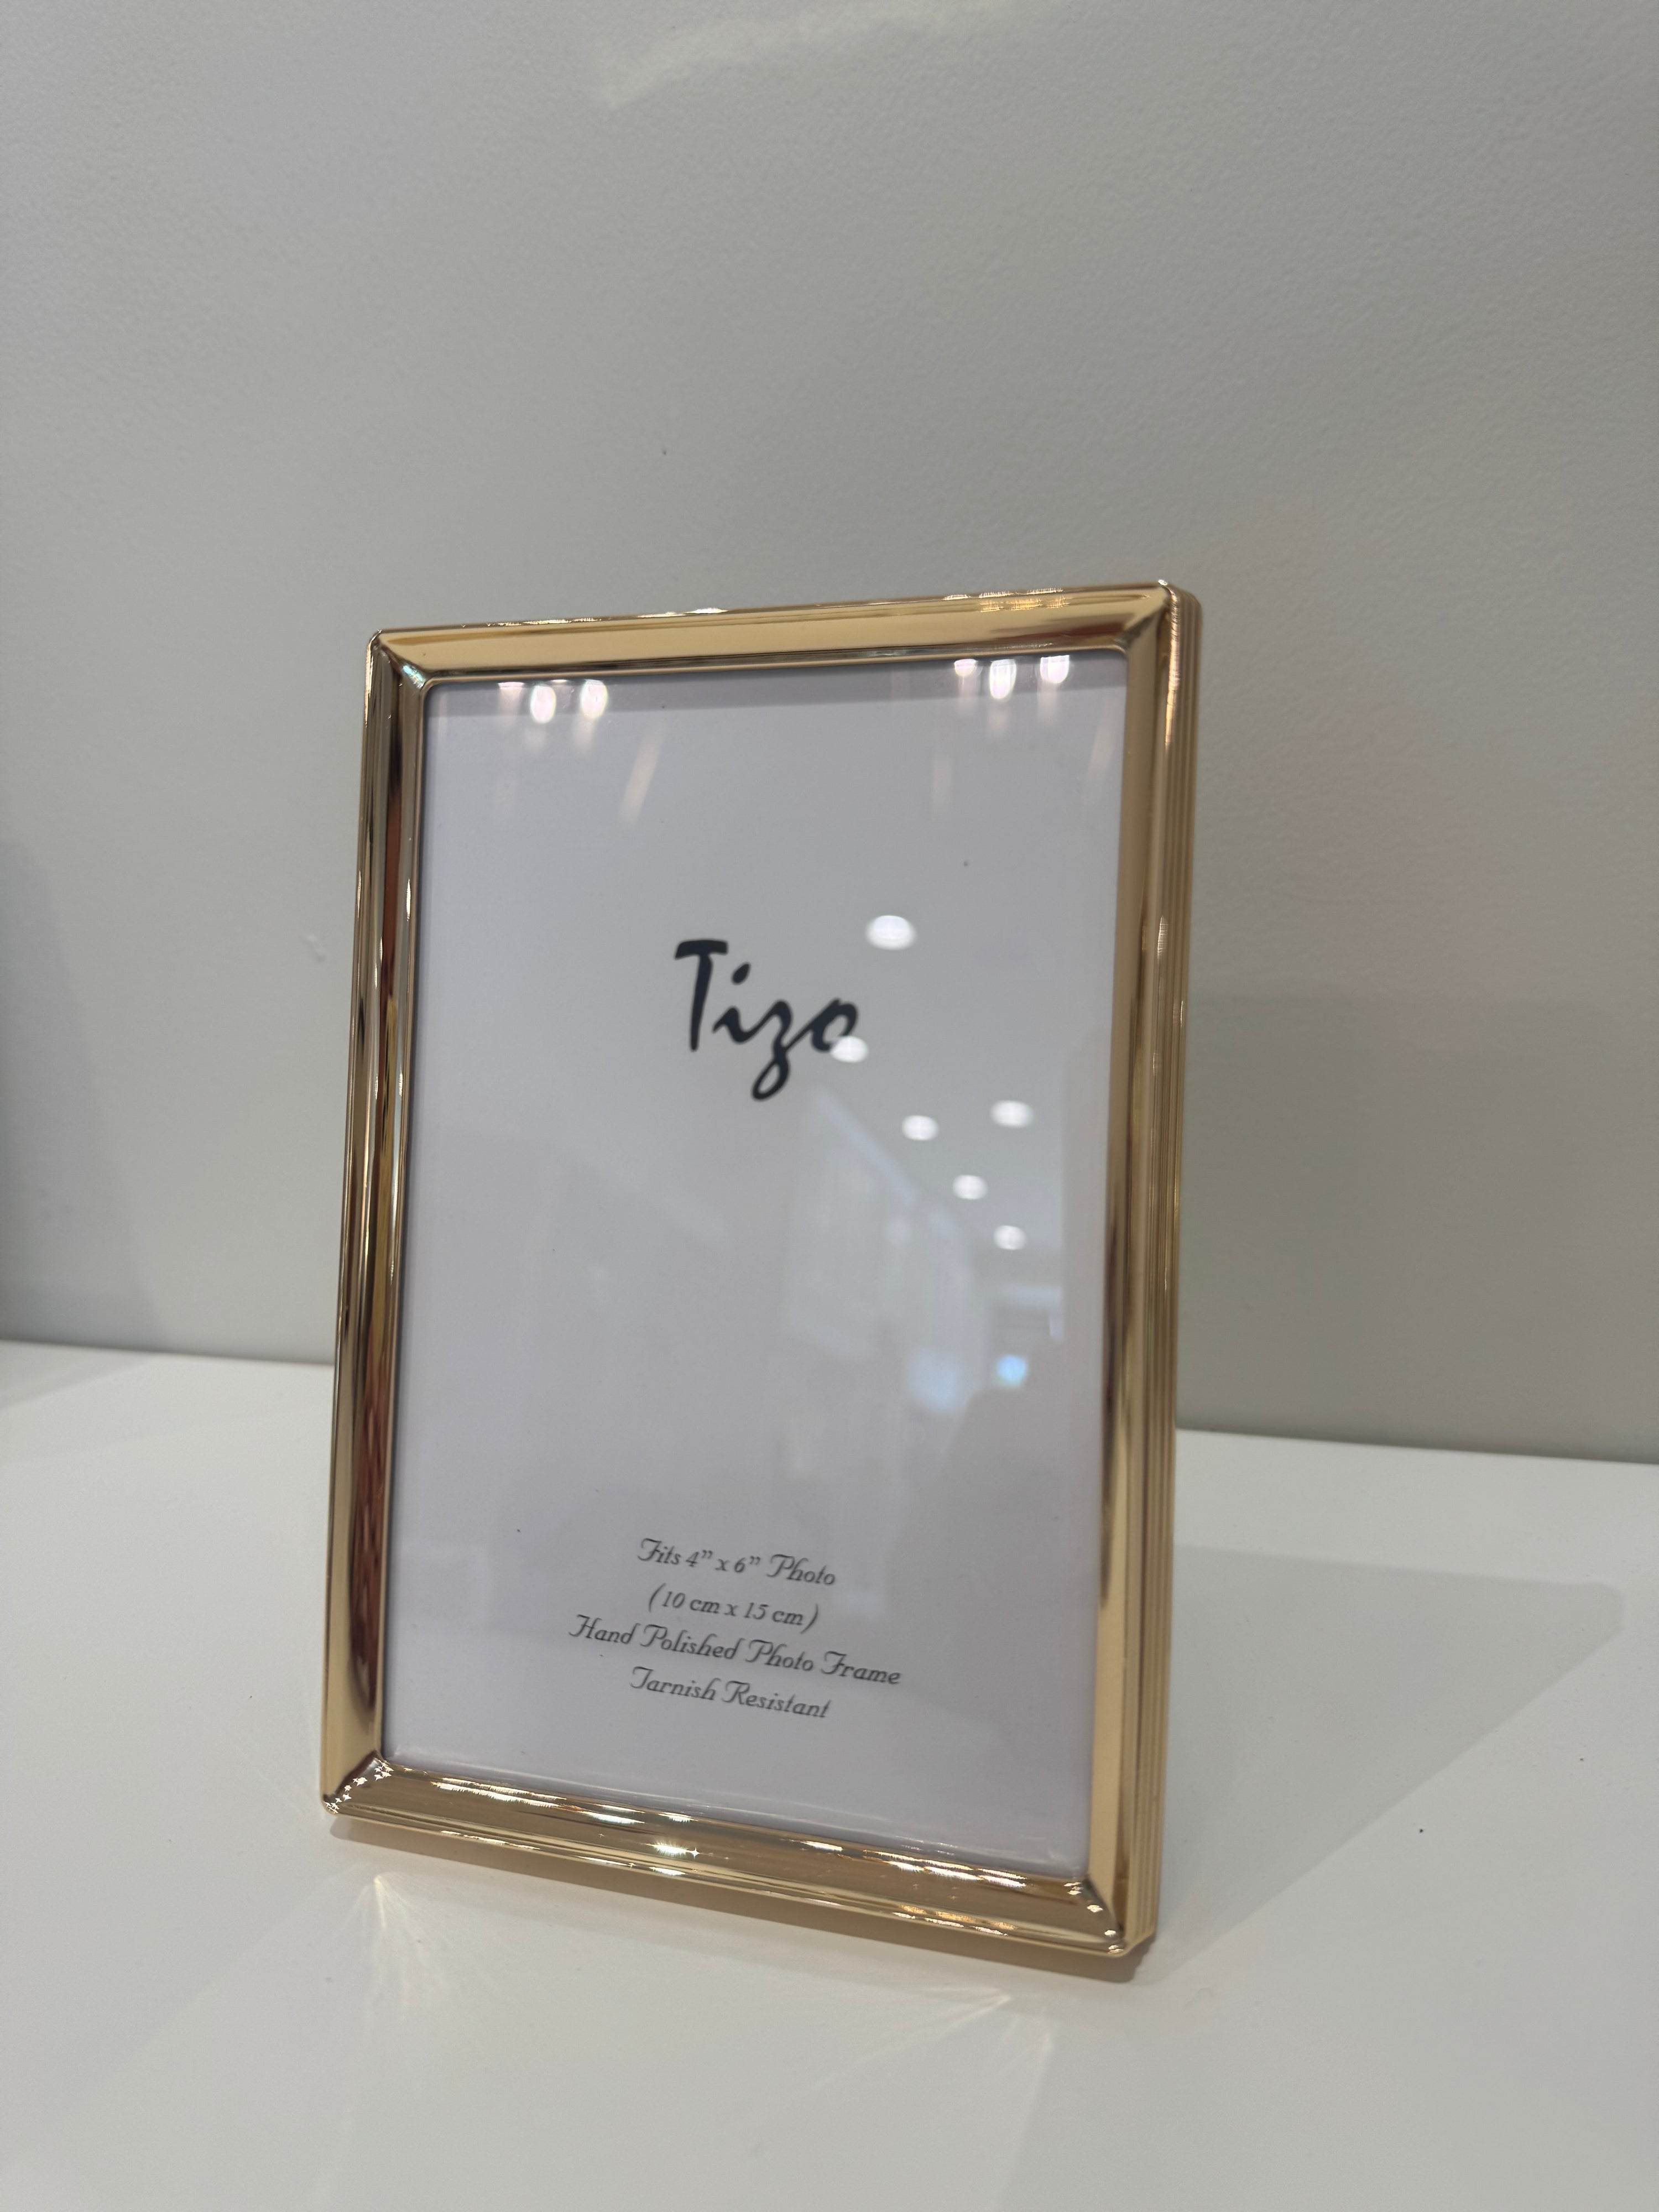 Tizo
Fits 4” x 6” Photo
(10 cm x 15 cm)
Hand Polished Photo Frame
Tarnish Resistant